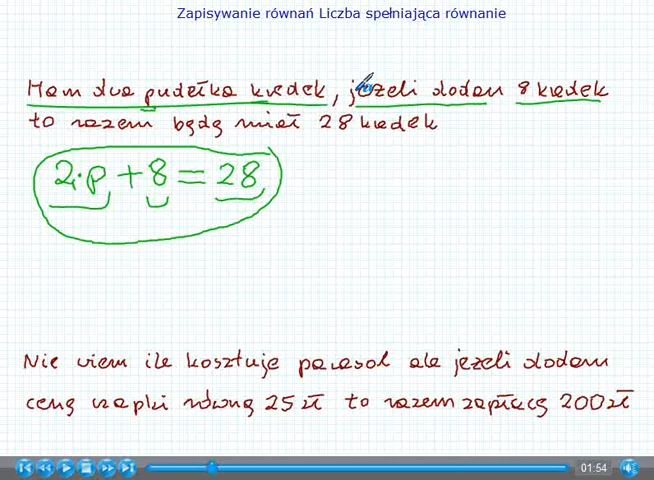 Zapisywanie równań Liczba spełniająca równanie
Mam dwa pudełka kredek, jeżeli dodam 8 kredek
to razem będę miał 28 kredek
2·p + 8 = 28
Nie wiem ile kosztuje parasol ale jeżeli dodam
cenę czapki równą 25 zł to razem zapłacę 200 zł
01:54